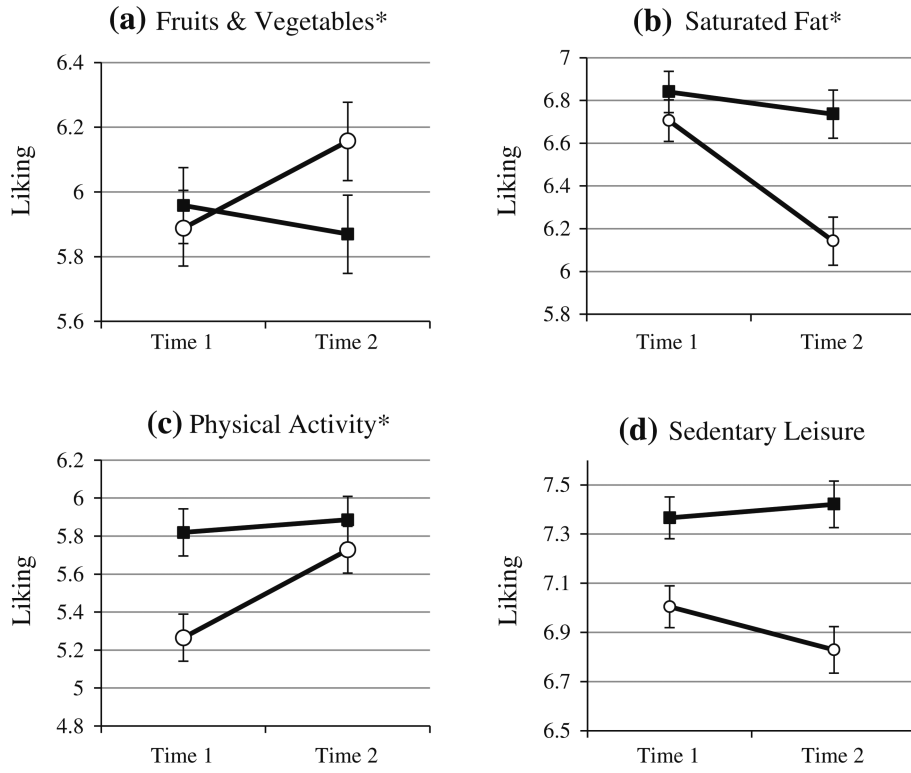 (a) Fruits & Vegetables*
6.4
6.2
6
5.8
5.6
Liking
Time 1 Time 2
(b) Saturated Fat*
7
6.8
6.6
6.4
6.2
6
5.8
Liking
Time 1 Time 2
(c) Physical Activity*
6.2
6
5.8
5.6
5.4
5.2
5
4.8
Liking
Time 1 Time 2
(d) Sedentary Leisure
7.5
7.3
7.1
6.9
6.7
6.5
Liking
Time 1 Time 2